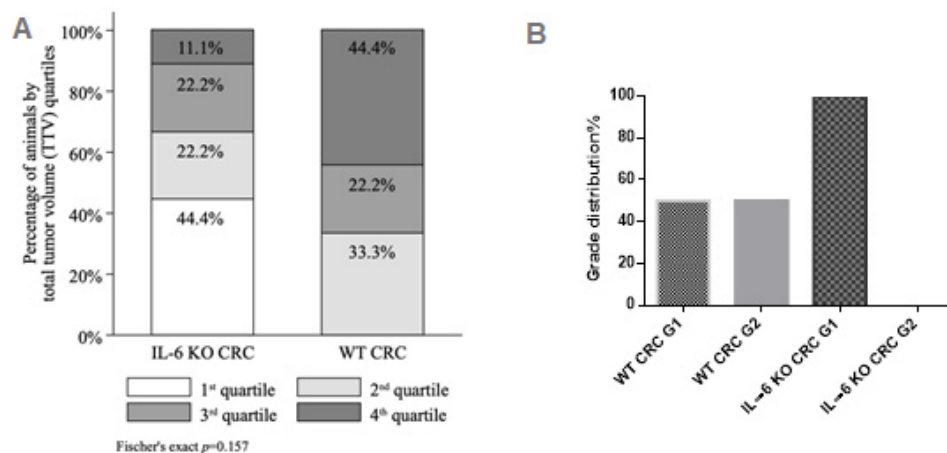 A
Percentage of animals by
total tumor volume (TTV) quartiles
100%
80%
60%
40%
20%
0%
11.1%
22.2%
22.2%
44.4%
44.4%
22.2%
33.3%
IL-6 KO CRC
WT CRC
1st quartile
2nd quartile
3rd quartile
4th quartile
Fischer's exact p=0.157
B
Grade distribution%
100
80
60
40
20
0
WT CRC G1
WT CRC G2
IL-6 KO CRC G1
IL-6 KO CRC G2